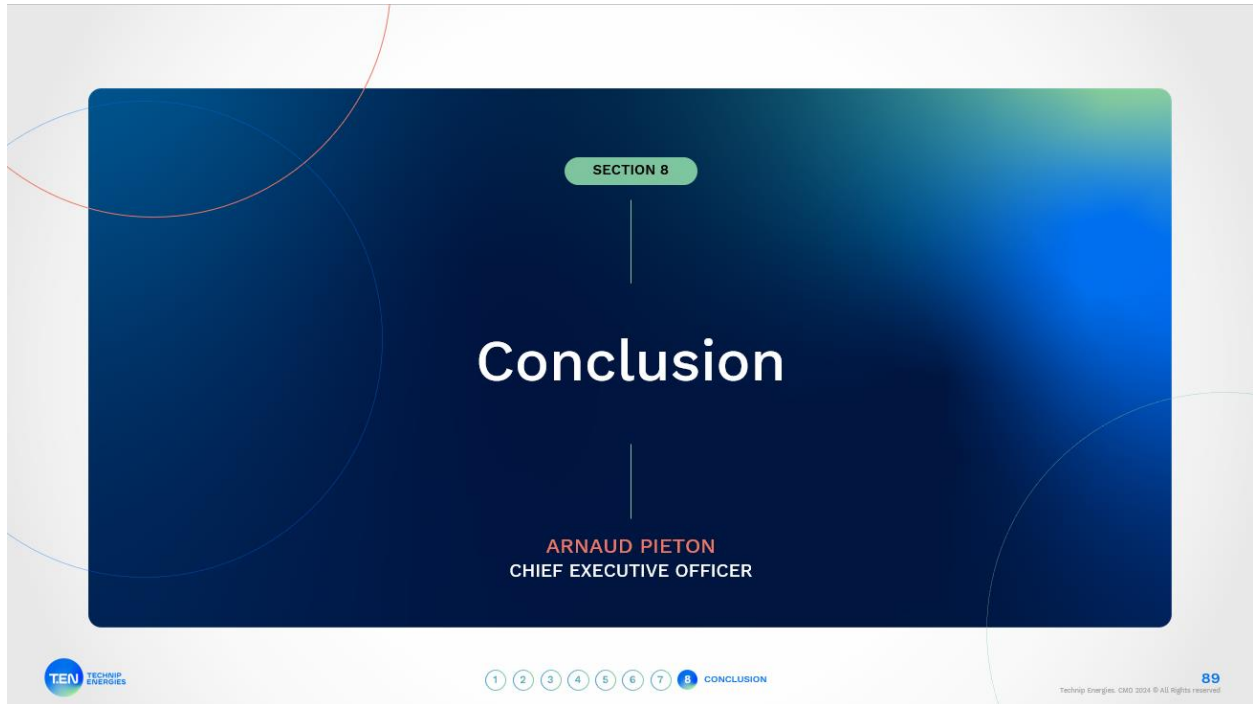 SECTION 8
Conclusion
ARNAUD PIETON
CHIEF EXECUTIVE OFFICER
T.EN TECHNIP
ENERGIES
1 2 3 4 5 6 7 8 CONCLUSION
89
Technip Energies. CMD 2024 © All Rights reserved